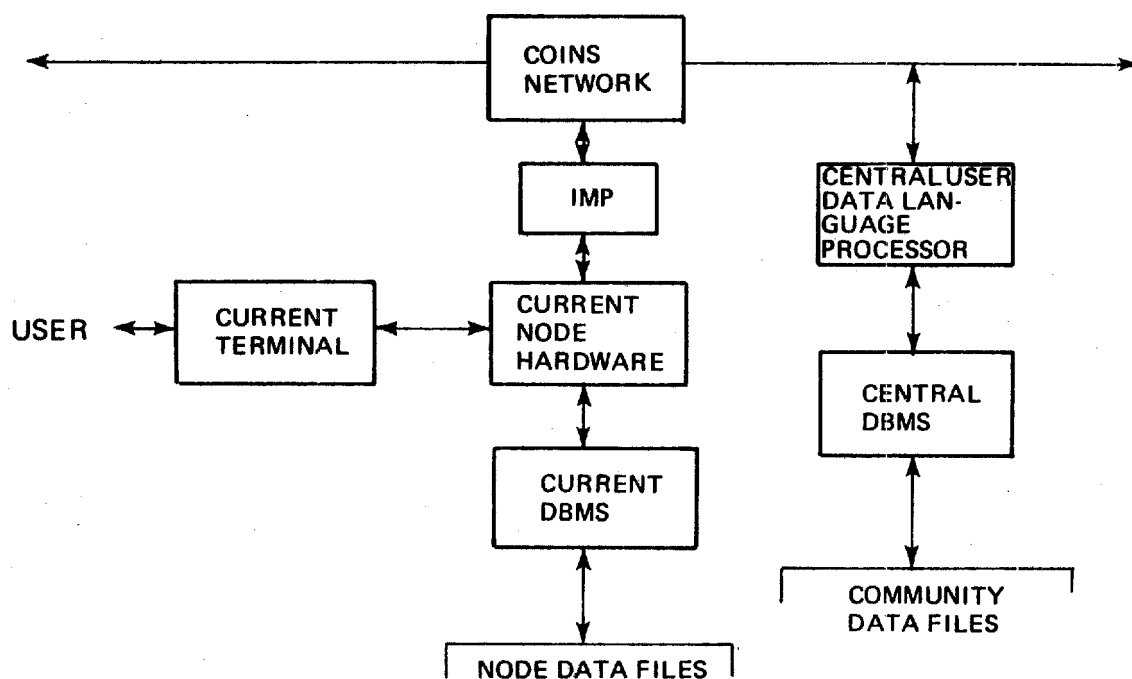 COINS
NETWORK
IMP
CENTRAL USER
DATA LAN-
GUAGE
PROCESSOR
USER
CURRENT
TERMINAL
CURRENT
NODE
HARDWARE
CENTRAL
DBMS
CURRENT
DBMS
COMMUNITY
DATA FILES
NODE DATA FILES